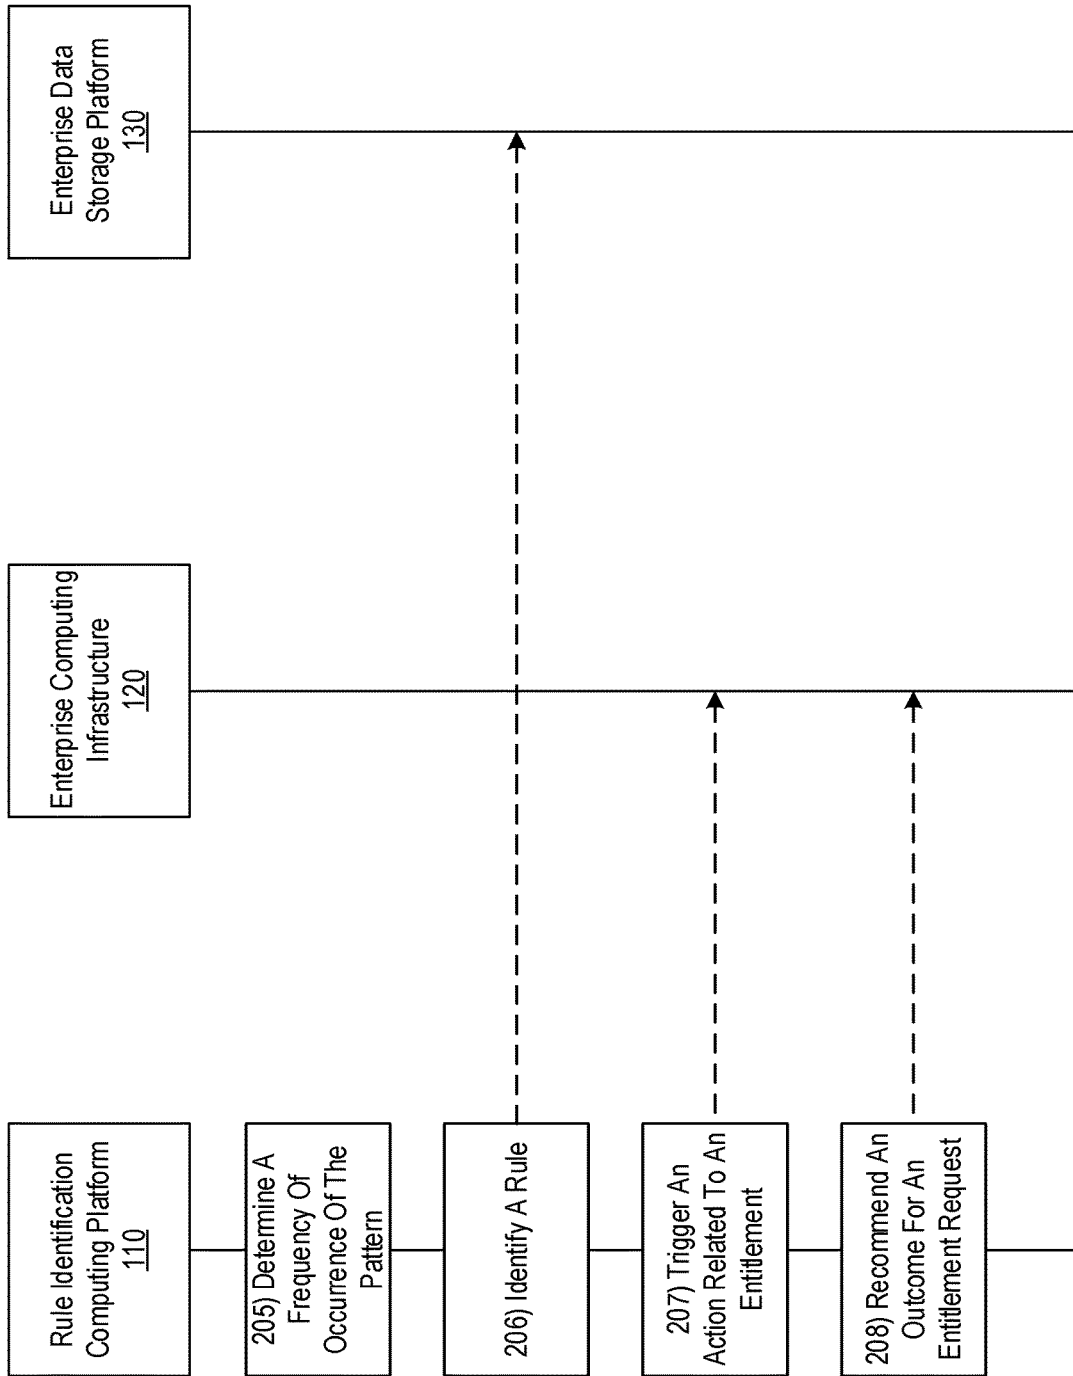 Rule Identification
Computing Platform
110
Enterprise Computing
Infrastructure
120
Enterprise Data
Storage Platform
130
205) Determine A
Frequency Of
Occurrence Of The
Pattern
206) Identify A Rule
207) Trigger An
Action Related To An
Entitlement
208) Recommend An
Outcome For An
Entitlement Request